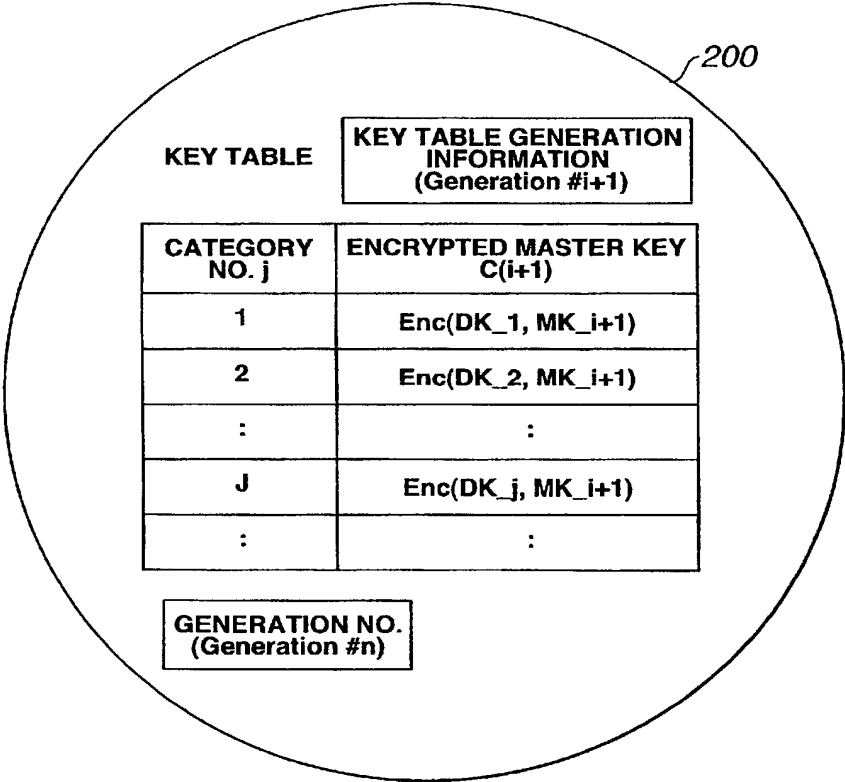 200
KEY TABLE
KEY TABLE GENERATION
INFORMATION
(Generation #i+1)
CATEGORY
NO. j
ENCRYPTED MASTER KEY
C(i+1)
1
Enc(DK_1, MK_i+1)
2
Enc(DK_2, MK_i+1)
:
:
J
Enc(DK_j, MK_i+1)
:
:
GENERATION NO.
(Generation #n)